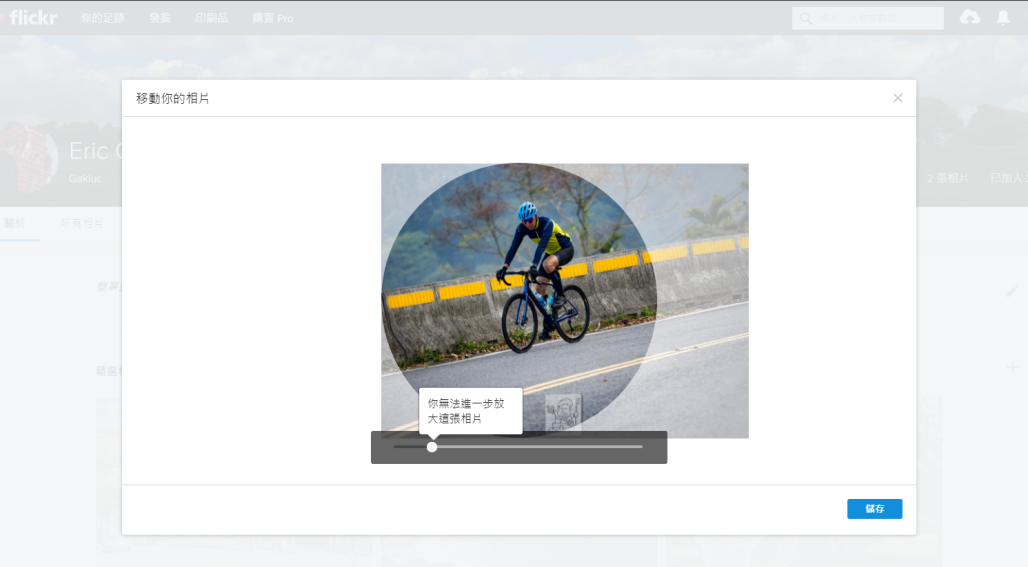 flickr 你的足跡 發掘 印刷品 購買 Pro
移動你的相片
Eric
Gakiuc
2 張相片 已加入
關於 所有相片
你無法進一步放
大這張相片
儲存